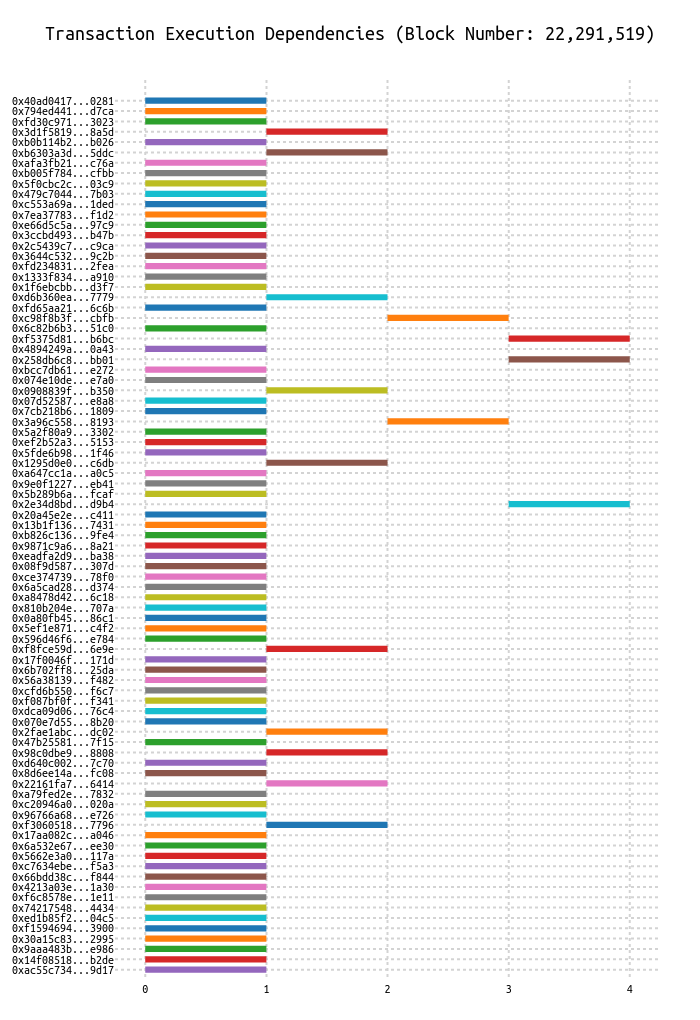 Transaction Execution Dependencies (Block Number: 22,291,519)
0x40ad0417...0281
0x794ed441...d7ca
0xfd30c971...3023
0x3d1f5819...8a5d
0xb0b114b2...b026
0xb6303a3d...5ddc
0xafa3fb21...c76a
0xb005f784...cfbb
0x5f0cbc2c...03c9
0x479c7044...7b03
0xc553a69a...1ded
0x7ea37783...f1d2
0xe66d5c5a...97c9
0x3ccbd493...b47b
0x2c5439c7...c9ca
0x3644c532...9c2b
0xfd234831...2fea
0x1333f834...a910
0x1f6ebcbb...d3f7
0xd6b360ea...7779
0xfd65aa21...6c6b
0xc98f8b3f...cbfb
0x6c82b6b3...51c0
0xf5375d81...b6bc
0x4894249a...0a43
0x258db6c8...bb01
0xbcc7db61...e272
0x074e10de...e7a0
0x0908839f...b350
0x07d52587...e8a8
0x7cb218b6...1809
0x3a96c558...8193
0x5a2f80a9...3302
0xef2b52a3...5153
0x5fde6b98...1f46
0x1295d0e0...c6db
0xa647cc1a...a0c5
0x9e0f1227...eb41
0x5b289b6a...fcaf
0x2e34d8bd...d9b4
0x20a45e2e...c411
0x13b1f136...7431
0xb826c136...9fe4
0x9871c9a6...8a21
0xeadfa2d9...ba38
0x08f9d587...307d
0xce374739...78f0
0x6a5cad28...d374
0xa8478d42...6c18
0x810b204e...707a
0x0a80fb45...86c1
0x5ef1e871...c4f2
0x596d46f6...e784
0xf8fce59d...6e9e
0x17f0046f...171d
0x6b702ff8...25da
0x56a38139...f482
0xcfd6b550...f6c7
0xf087bf0f...f341
0xdca09d06...76c4
0x070e7d55...8b20
0x2fae1abc...dc02
0x47b25581...7f15
0x98c0dbe9...8808
0xd640c002...7c70
0x8d6ee14a...fc08
0x22161fa7...6414
0xa79fed2e...7832
0xc20946a0...020a
0x96766a68...e726
0xf3060518...7796
0x17aa082c...a046
0x6a532e67...ee30
0x5662e3a0...117a
0xc7634ebe...f5a3
0x66bdd38c...f844
0x4213a03e...1a30
0xf6c8578e...1e11
0x74217548...4434
0xed1b85f2...04c5
0xf1594694...3900
0x30a15c83...2995
0x9aaa483b...e986
0x14f08518...b2de
0xac55c734...9d17
0 1 2 3 4